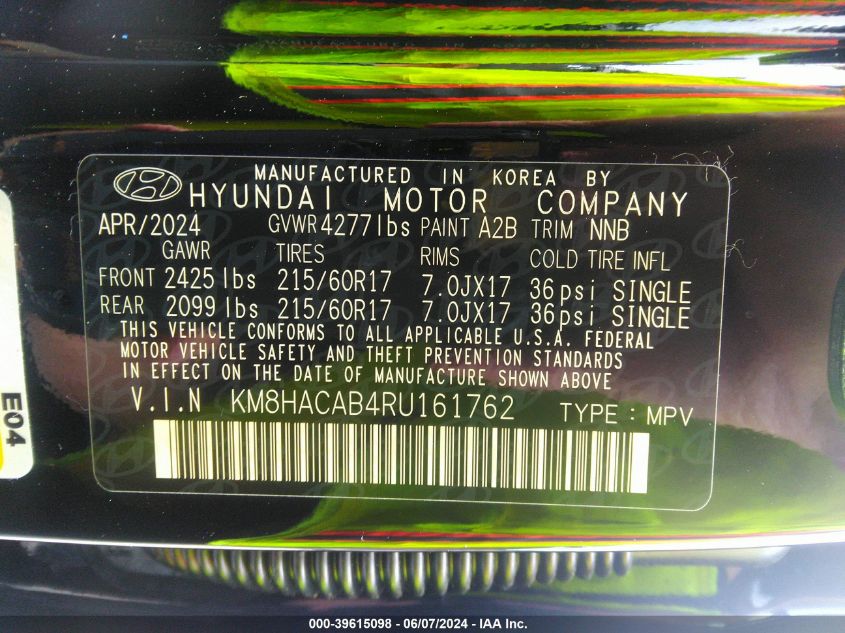 MANUFACTURED IN KOREA BY
HYUNDAI MOTOR COMPANY
APR/2024 GVWR 4277 lbs PAINT A2B TRIM NNB
GAWR TIRES RIMS COLD TIRE INFL
FRONT 2425 lbs 215/60R17 7.0JX17 36psi SINGLE
REAR 2099 lbs 215/60R17 7.0JX17 36psi SINGLE
THIS VEHICLE CONFORMS TO ALL APPLICABLE U.S.A. FEDERAL
MOTOR VEHICLE SAFETY AND THEFT PREVENTION STANDARDS
IN EFFECT ON THE DATE OF MANUFACTURE SHOWN ABOVE
V.I.N KM8HACAB4RU161762 TYPE : MPV
E04
000-39615098 - 06/07/2024 - IAA Inc.